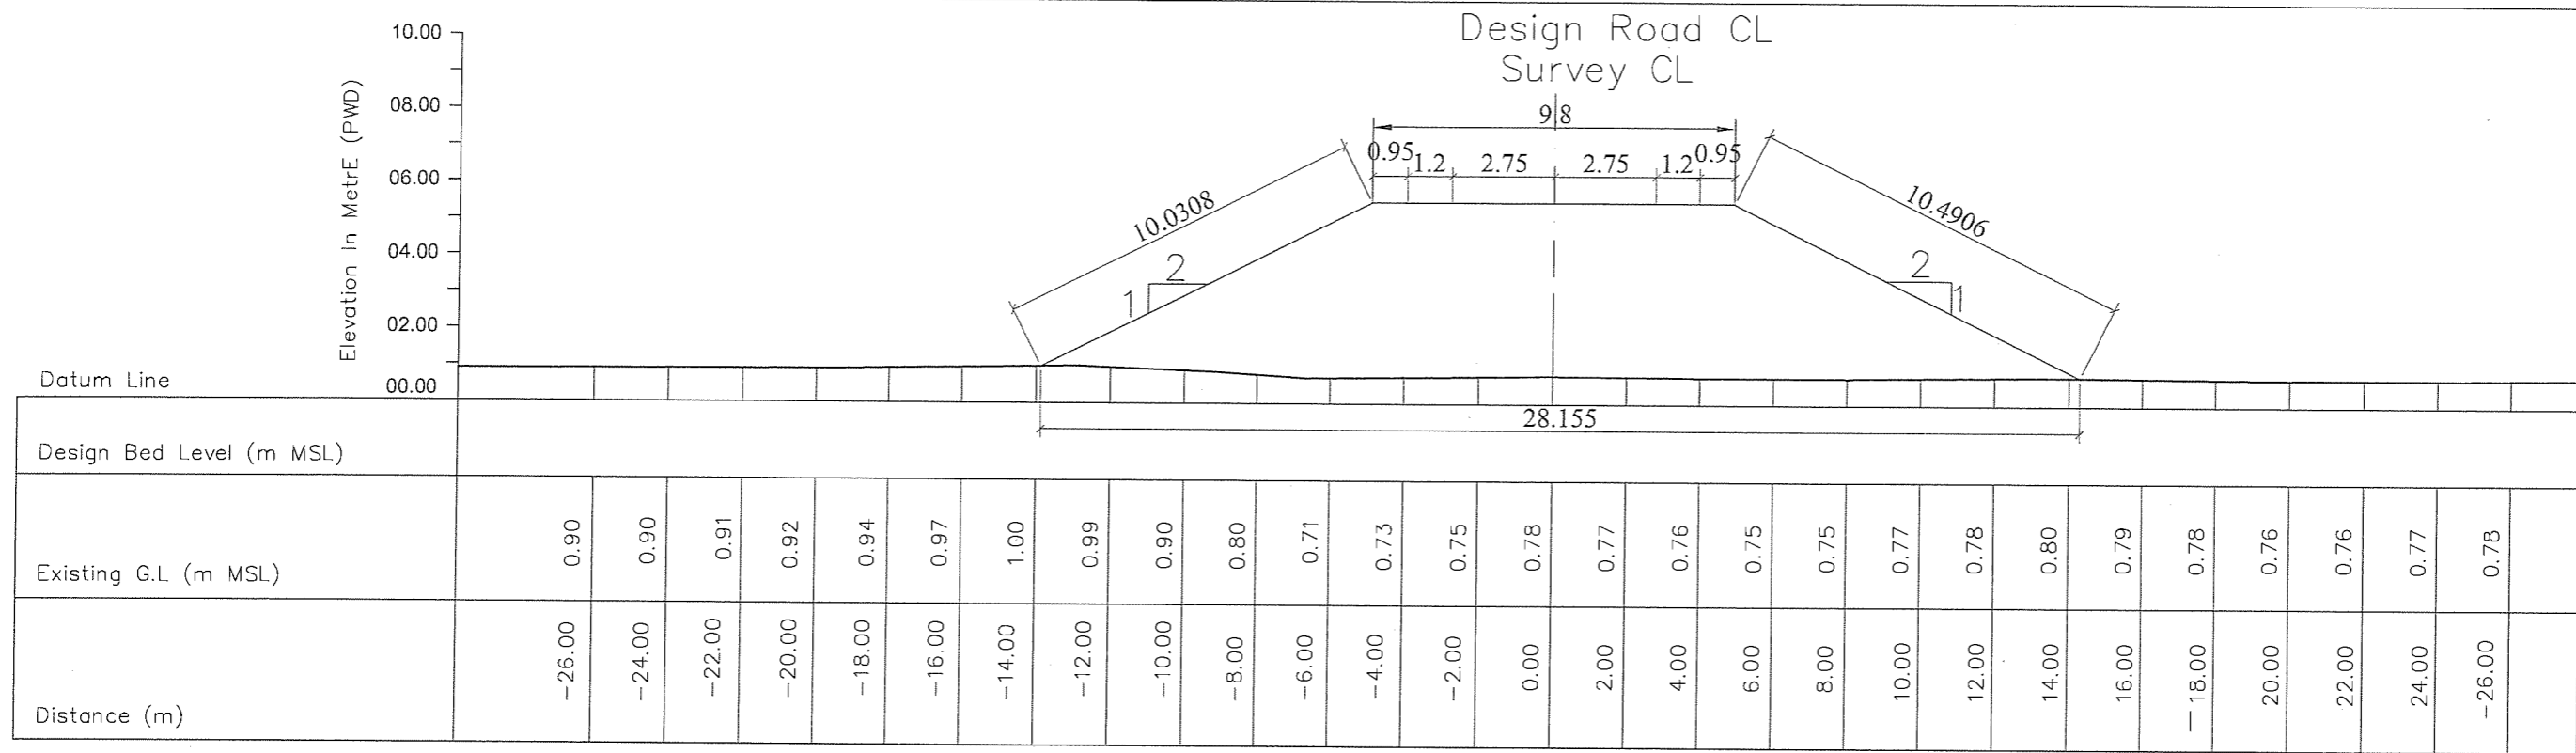 Design Road CL
Survey CL
10.00
08.00
06.00
04.00
02.00
00.00
Elevation In MetrE (PWD)
9.8
0.95 1.2 2.75 2.75 1.2 0.95
10.0308
10.4906
2
1
2
1
Datum Line
28.155
Design Bed Level (m MSL)
Existing G.L (m MSL) 0.90 0.90 0.91 0.92 0.94 0.97 1.00 0.99 0.90 0.80 0.71 0.73 0.75 0.78 0.77 0.76 0.75 0.75 0.77 0.78 0.80 0.79 0.78 0.76 0.76 0.77 0.78
Distance (m) -26.00 -24.00 -22.00 -20.00 -18.00 -16.00 -14.00 -12.00 -10.00 -8.00 -6.00 -4.00 -2.00 0.00 2.00 4.00 6.00 8.00 10.00 12.00 14.00 16.00 -18.00 20.00 22.00 24.00 -26.00